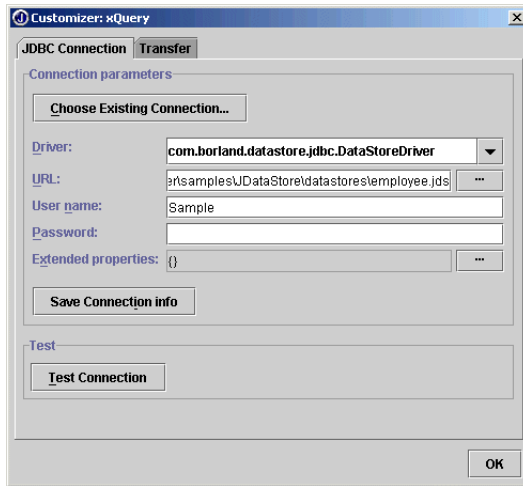 Customizer: xQuery
JDBC Connection Transfer
Connection parameters
Choose Existing Connection...
Driver: com.borland.datastore.jdbc.DataStoreDriver
URL: er\samples\JDataStore\datastores\employee.jds ...
User name: Sample
Password:
Extended properties: {} ...
Save Connection info
Test
Test Connection
OK